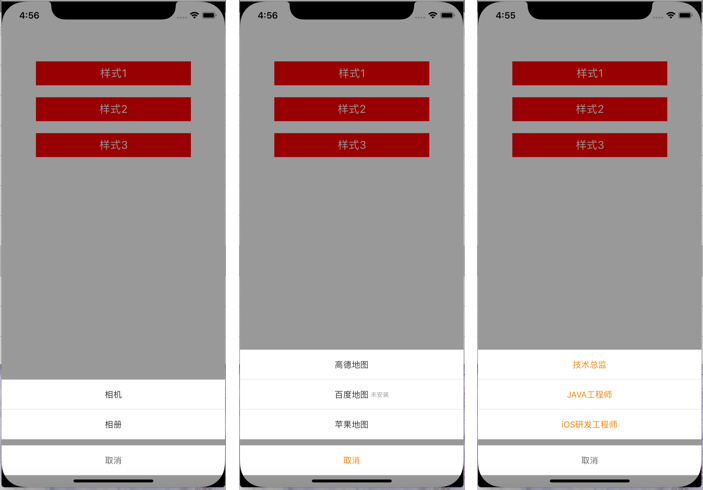 4:56
样式1
样式2
样式3
相机
相册
取消
4:56
样式1
样式2
样式3
高德地图
百度地图 未安装
苹果地图
取消
4:55
样式1
样式2
样式3
技术总监
JAVA工程师
iOS研发工程师
取消